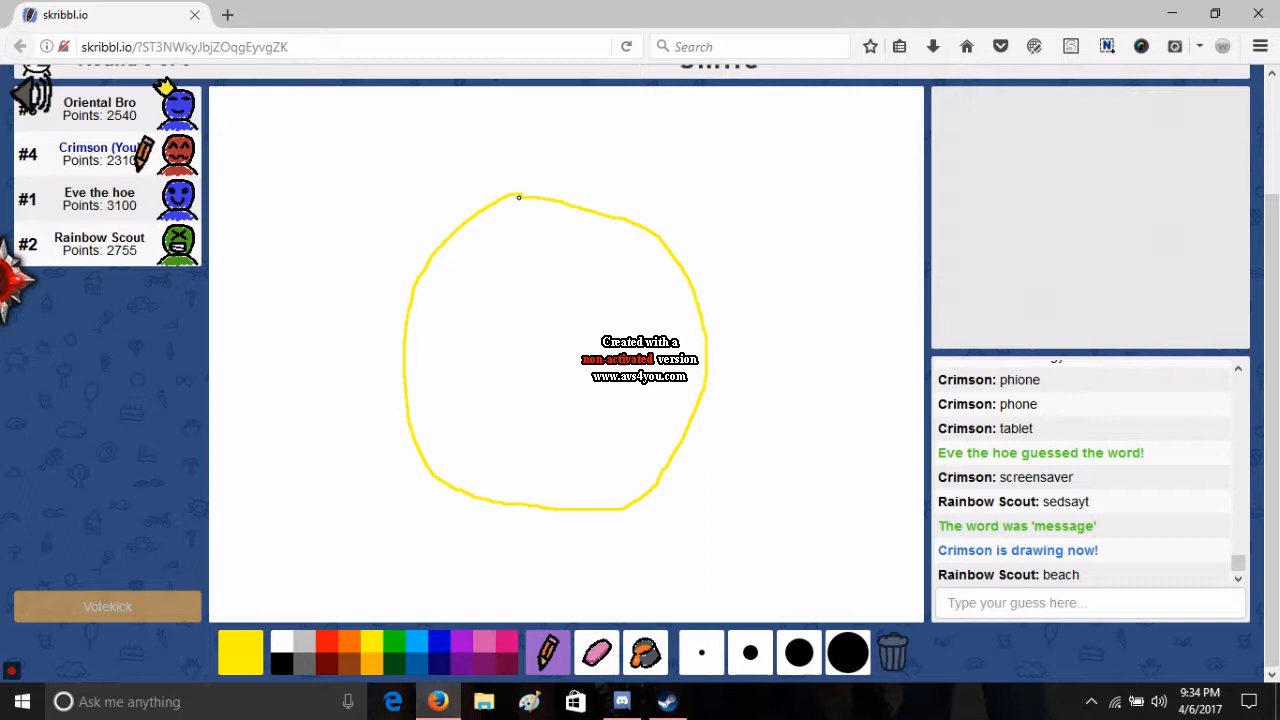 skribbl.io
skribbl.io/?ST3NWkyJbjZOqgEyvgZK
Search
#3
Oriental Bro
Points: 2540
#4
Crimson (You
Points: 2310
#1
Eve the hoe
Points: 3100
#2
Rainbow Scout
Points: 2755
Votekick
Created with a
non-activated version
www.avs4you.com
Crimson: phione
Crimson: phone
Crimson: tablet
Eve the hoe guessed the word!
Crimson: screensaver
Rainbow Scout: sedsayt
The word was 'message'
Crimson is drawing now!
Rainbow Scout: beach
Type your guess here...
Ask me anything
9:34 PM
4/6/2017